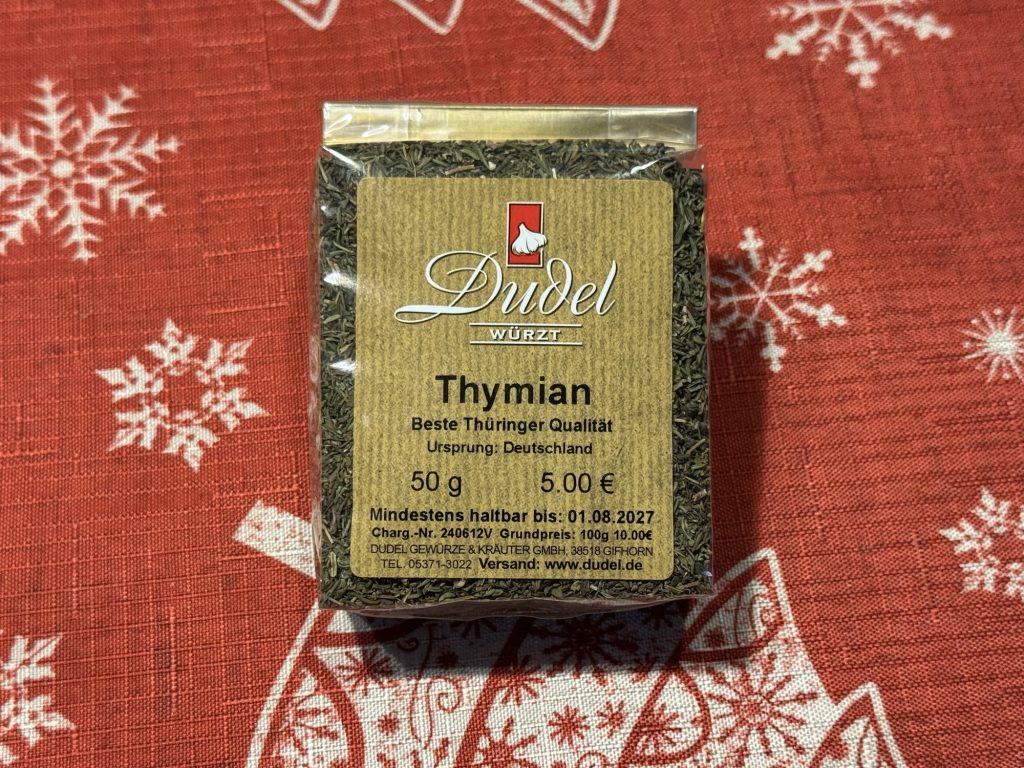 Dudel
WÜRZT
Thymian
Beste Thüringer Qualität
Ursprung: Deutschland
50 g 5.00 €
Mindestens haltbar bis: 01.08.2027
Charg.-Nr. 240612V Grundpreis: 100g 10.00€
DUDEL GEWÜRZE & KRÄUTER GMBH, 38518 GIFHORN
TEL. 05371-3022 Versand: www.dudel.de